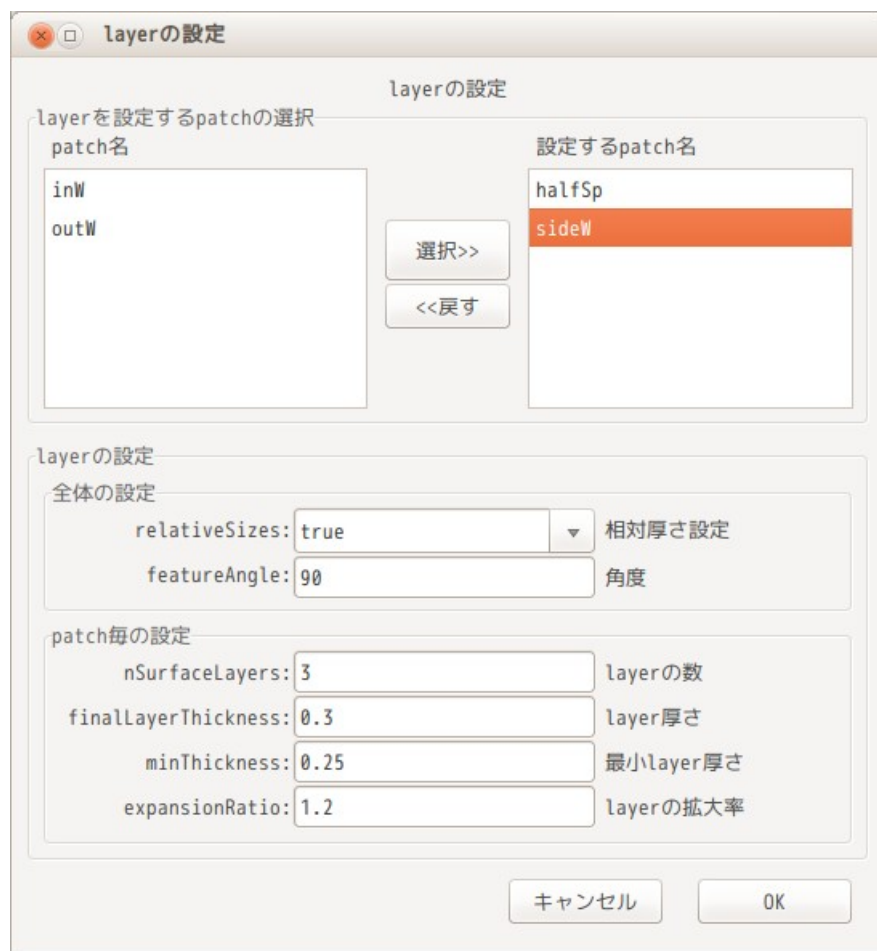 layerの設定
layerの設定
layerを設定するpatchの選択
patch名
設定するpatch名
inW
outW
選択>>
<<戻す
halfSp
sideW
layerの設定
全体の設定
relativeSizes: true 相対厚さ設定
featureAngle: 90 角度
patch毎の設定
nSurfaceLayers: 3 layerの数
finalLayerThickness: 0.3 layer厚さ
minThickness: 0.25 最小layer厚さ
expansionRatio: 1.2 layerの拡大率
キャンセル OK